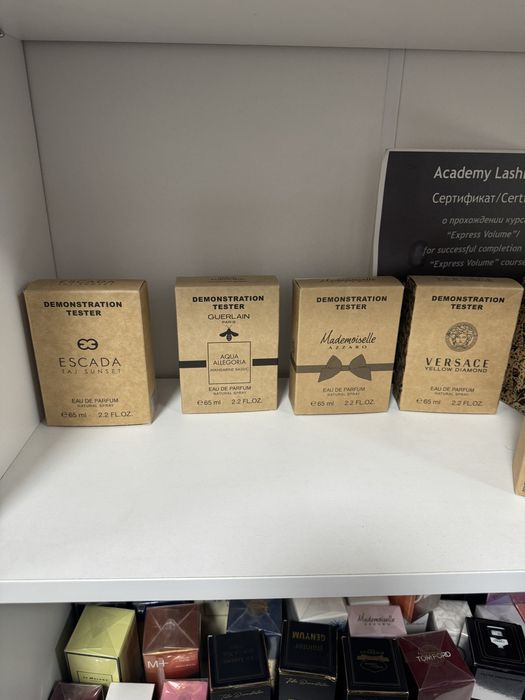 DEMONSTRATION
TESTER
ESCADA
TAJ SUNSET
EAU DE PARFUM
NATURAL SPRAY
℮ 65 ml 2.2 FL.OZ.
DEMONSTRATION
TESTER
GUERLAIN
PARIS
AQUA
ALLEGORIA
MANDARINE BASILIC
EAU DE PARFUM
NATURAL SPRAY
℮ 65 ml 2.2 FL.OZ.
DEMONSTRATION
TESTER
Mademoiselle
AZZARO
EAU DE PARFUM
NATURAL SPRAY
℮ 65 ml 2.2 FL.OZ.
DEMONSTRATION
TESTER
VERSACE
YELLOW DIAMOND
EAU DE PARFUM
NATURAL SPRAY
℮ 65 ml 2.2 FL.OZ.
Academy Lash
Сертификат/Cert
о прохождении курса
"Express Volume"/
for successful completion
"Express Volume" course
Mademoiselle
TOM FORD